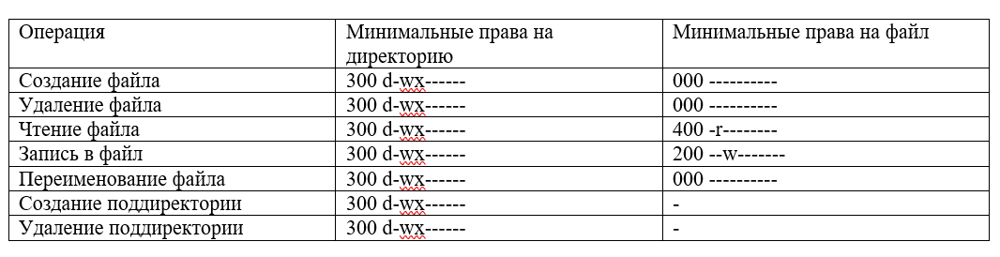 Операция Минимальные права на директорию Минимальные права на файл
Создание файла 300 d-wx------ 000 ----------
Удаление файла 300 d-wx------ 000 ----------
Чтение файла 300 d-wx------ 400 -r--------
Запись в файл 300 d-wx------ 200 --w-------
Переименование файла 300 d-wx------ 000 ----------
Создание поддиректории 300 d-wx------ -
Удаление поддиректории 300 d-wx------ -